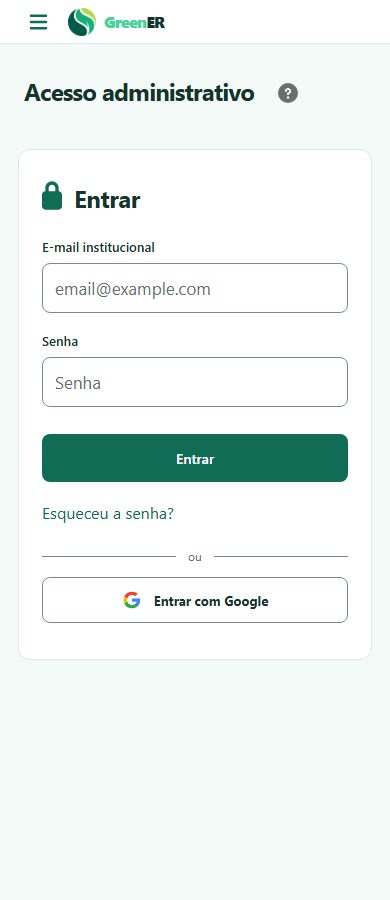 GreenER
Acesso administrativo ?
Entrar
E-mail institucional
email@example.com
Senha
Senha
Entrar
Esqueceu a senha?
ou
Entrar com Google